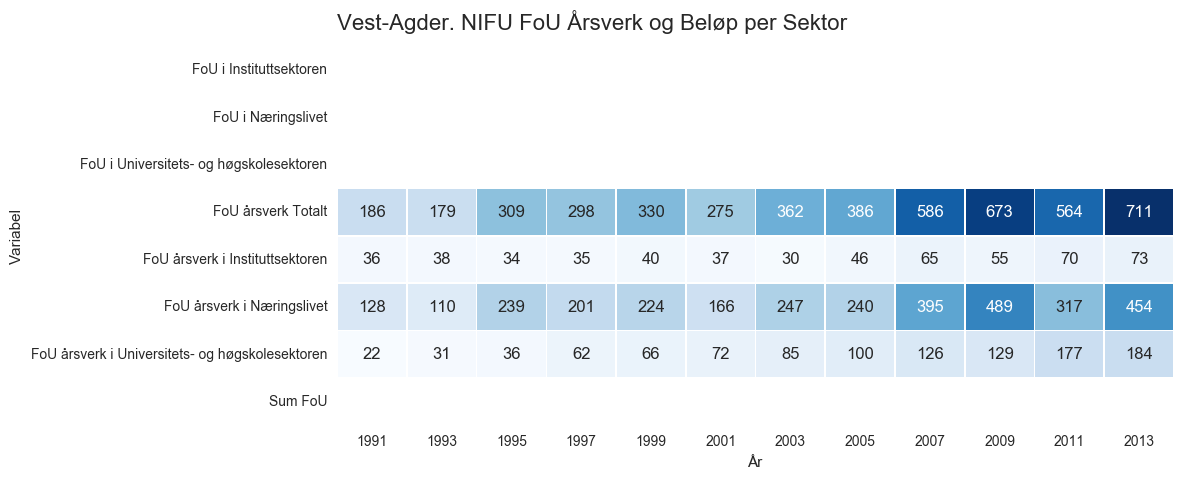 Vest-Agder. NIFU FoU Årsverk og Beløp per Sektor
FoU i Instituttsektoren
FoU i Næringslivet
FoU i Universitets- og høgskolesektoren
FoU årsverk Totalt 186 179 309 298 330 275 362 386 586 673 564 711
FoU årsverk i Instituttsektoren 36 38 34 35 40 37 30 46 65 55 70 73
FoU årsverk i Næringslivet 128 110 239 201 224 166 247 240 395 489 317 454
FoU årsverk i Universitets- og høgskolesektoren 22 31 36 62 66 72 85 100 126 129 177 184
Sum FoU
Variabel
1991 1993 1995 1997 1999 2001 2003 2005 2007 2009 2011 2013
År